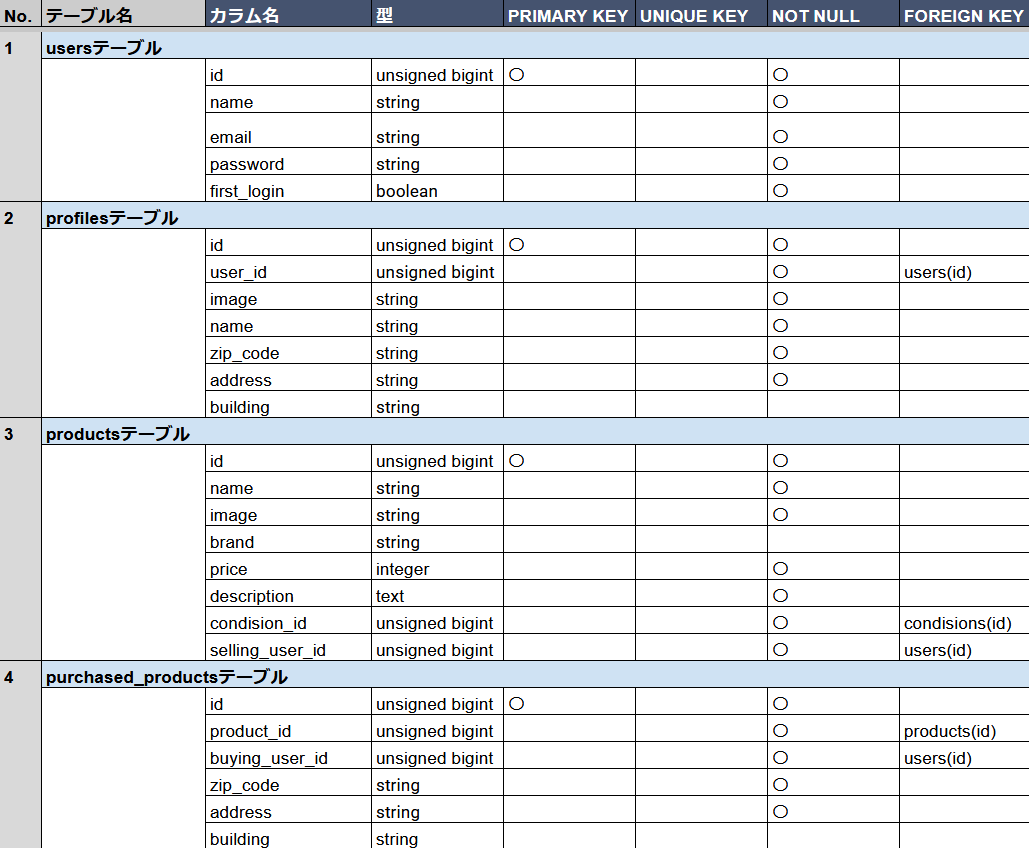 No. テーブル名 カラム名 型 PRIMARY KEY UNIQUE KEY NOT NULL FOREIGN KEY
1 usersテーブル
id unsigned bigint ○ ○
name string ○
email string ○
password string ○
first_login boolean ○
2 profilesテーブル
id unsigned bigint ○ ○
user_id unsigned bigint ○ users(id)
image string ○
name string ○
zip_code string ○
address string ○
building string
3 productsテーブル
id unsigned bigint ○ ○
name string ○
image string ○
brand string
price integer ○
description text ○
condision_id unsigned bigint ○ condisions(id)
selling_user_id unsigned bigint ○ users(id)
4 purchased_productsテーブル
id unsigned bigint ○ ○
product_id unsigned bigint ○ products(id)
buying_user_id unsigned bigint ○ users(id)
zip_code string ○
address string ○
building string